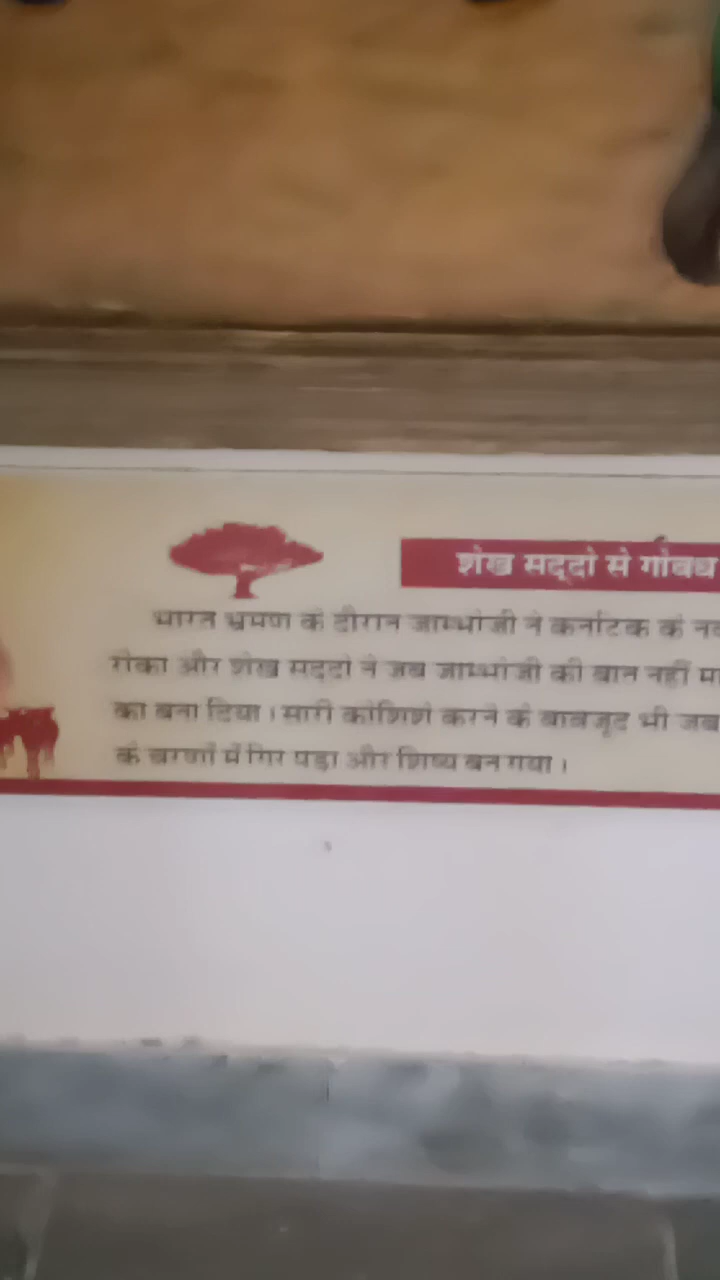 शेख सद्दो से गौवध
भारत भ्रमण के दौरान जाम्भोजी ने कर्नाटक के
रोका और शेख सद्दो ने जब जाम्भोजी की बात नहीं
का बना दिया। सारी कोशिशें करने के बावजूद भी जब
के चरणों में गिर पड़ा और शिष्य बन गया।